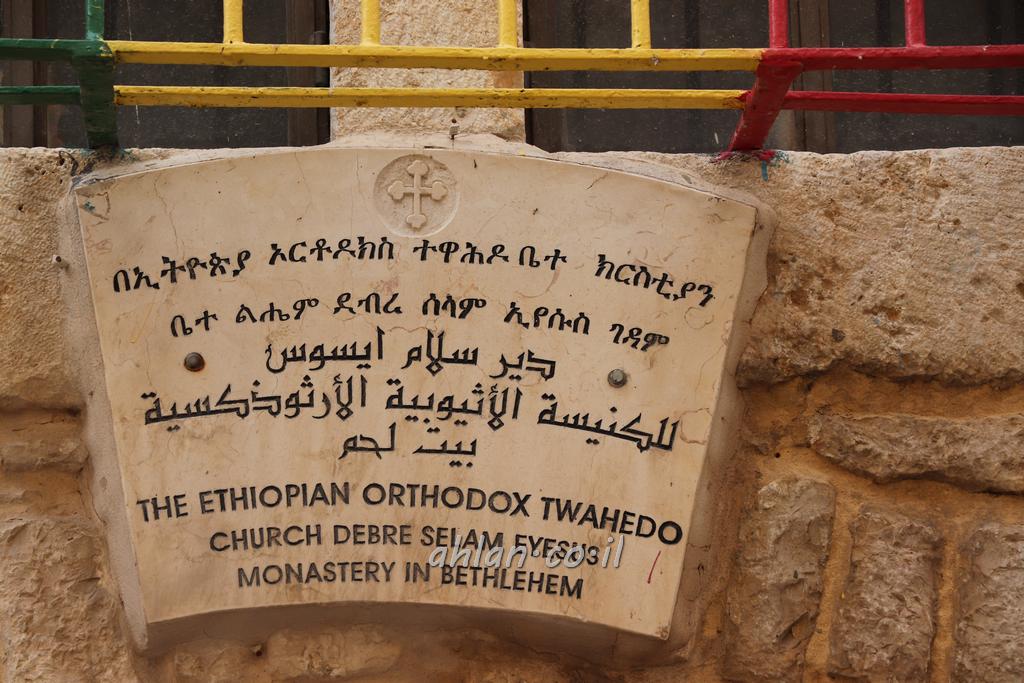 በኢትዮጵያ ኦርቶዶክስ ተዋሕዶ ቤተ ክርስቲያን
ቤተ ልሔም ደብረ ሰላም ኢየሱስ ገዳም
دير سلام ايسوس
للكنيسة الأثيوبية الأرثوذكسية
بيت لحم
THE ETHIOPIAN ORTHODOX TWAHEDO
CHURCH DEBRE SELAM EYESUS
MONASTERY IN BETHLEHEM
ahlan.co.il